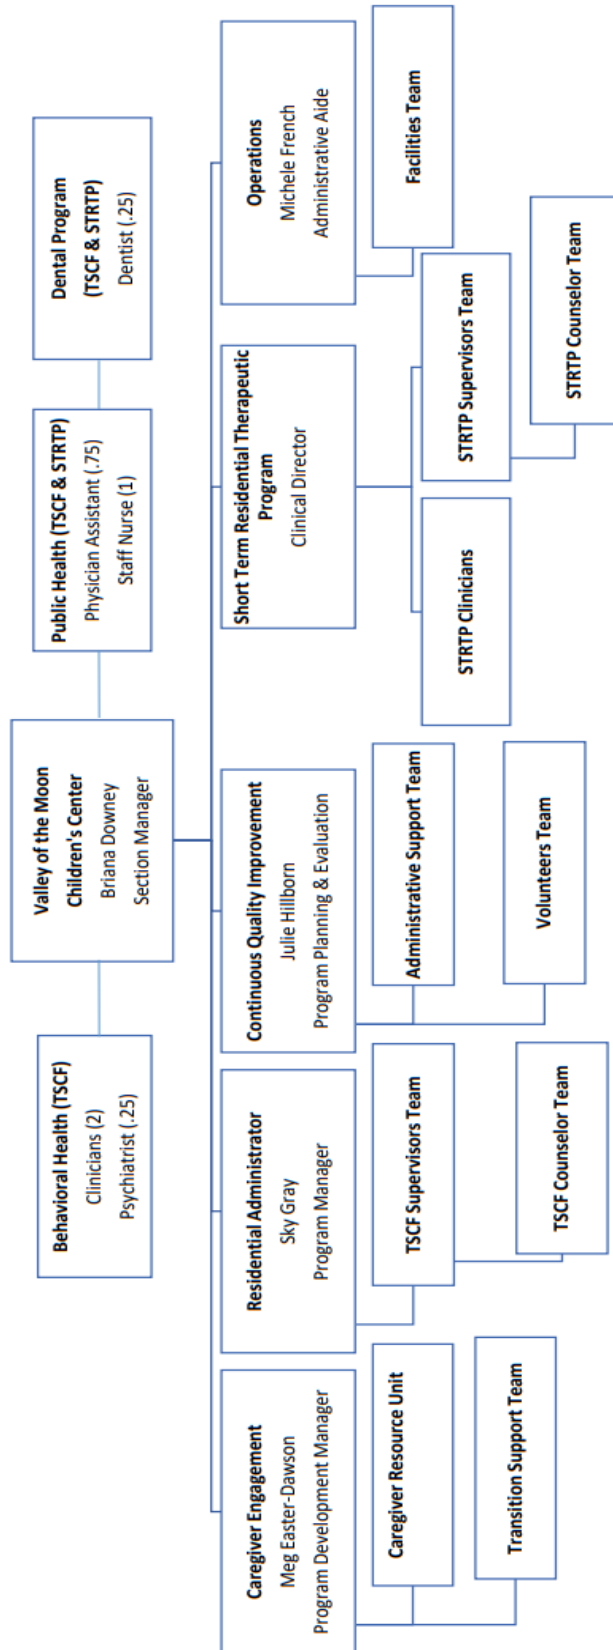 Behavioral Health (TSCF)
Clinicians (2)
Psychiatrist (.25)
Valley of the Moon
Children's Center
Briana Downey
Section Manager
Public Health (TSCF & STRTP)
Physician Assistant (.75)
Staff Nurse (1)
Dental Program
(TSCF & STRTP)
Dentist (.25)
Caregiver Engagement
Meg Easter-Dawson
Program Development Manager
Caregiver Resource Unit
Transition Support Team
Residential Administrator
Sky Gray
Program Manager
TSCF Supervisors Team
TSCF Counselor Team
Continuous Quality Improvement
Julie Hillborn
Program Planning & Evaluation
Administrative Support Team
Volunteers Team
Short Term Residential Therapeutic
Program
Clinical Director
STRTP Clinicians
STRTP Supervisors Team
STRTP Counselor Team
Operations
Michele French
Administrative Aide
Facilities Team